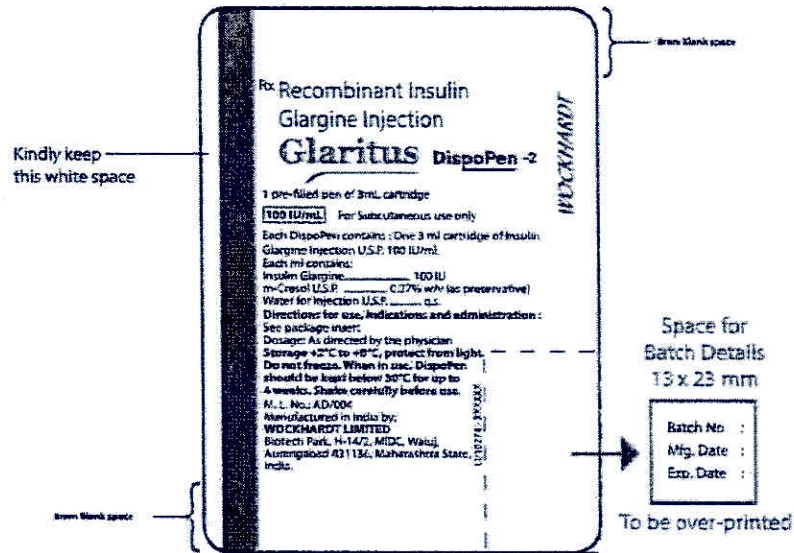 8mm Blank space
Kindly keep
this white space
Rx Recombinant Insulin
Glargine Injection
Glaritus DispoPen -2
WOCKHARDT
1 pre-filled pen of 3mL cartridge
100 IU/mL For Subcutaneous use only
Each DispoPen contains : One 3 ml cartridge of Insulin
Glargine Injection U.S.P. 100 IU/ml.
Each ml contains:
Insulin Glargine 100 IU
m-Cresol U.S.P. 0.27% w/v (as preservative)
Water for Injection U.S.P. q.s.
Directions for use, indications and administration :
See package insert
Dosage: As directed by the physician
Storage +2°C to +8°C, protect from light.
Do not freeze. When in use, DispoPen
should be kept below 30°C for up to
4 weeks. Shake carefully before use.
M. L. No.: AD/004
Manufactured in India by:
WOCKHARDT LIMITED
Biotech Park, H-14/2, MIDC, Waluj,
Aurangabad 431136, Maharashtra State,
India.
Space for
Batch Details
13 x 23 mm
Batch No :
Mfg. Date :
Exp. Date :
To be over-printed
8mm Blank space